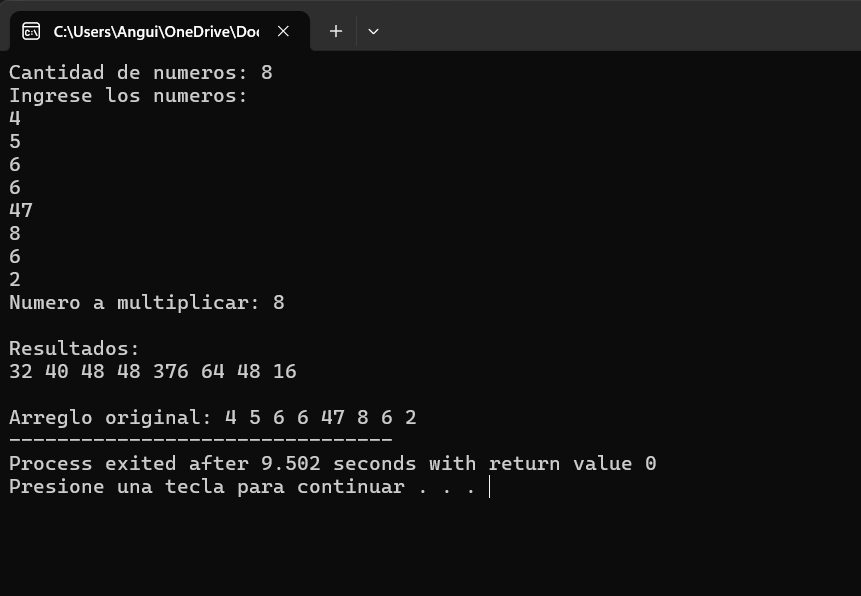 C:\Users\Angui\OneDrive\Do
Cantidad de numeros: 8
Ingrese los numeros:
4
5
6
6
47
8
6
2
Numero a multiplicar: 8
Resultados:
32 40 48 48 376 64 48 16
Arreglo original: 4 5 6 6 47 8 6 2
--------------------------------
Process exited after 9.502 seconds with return value 0
Presione una tecla para continuar . . .